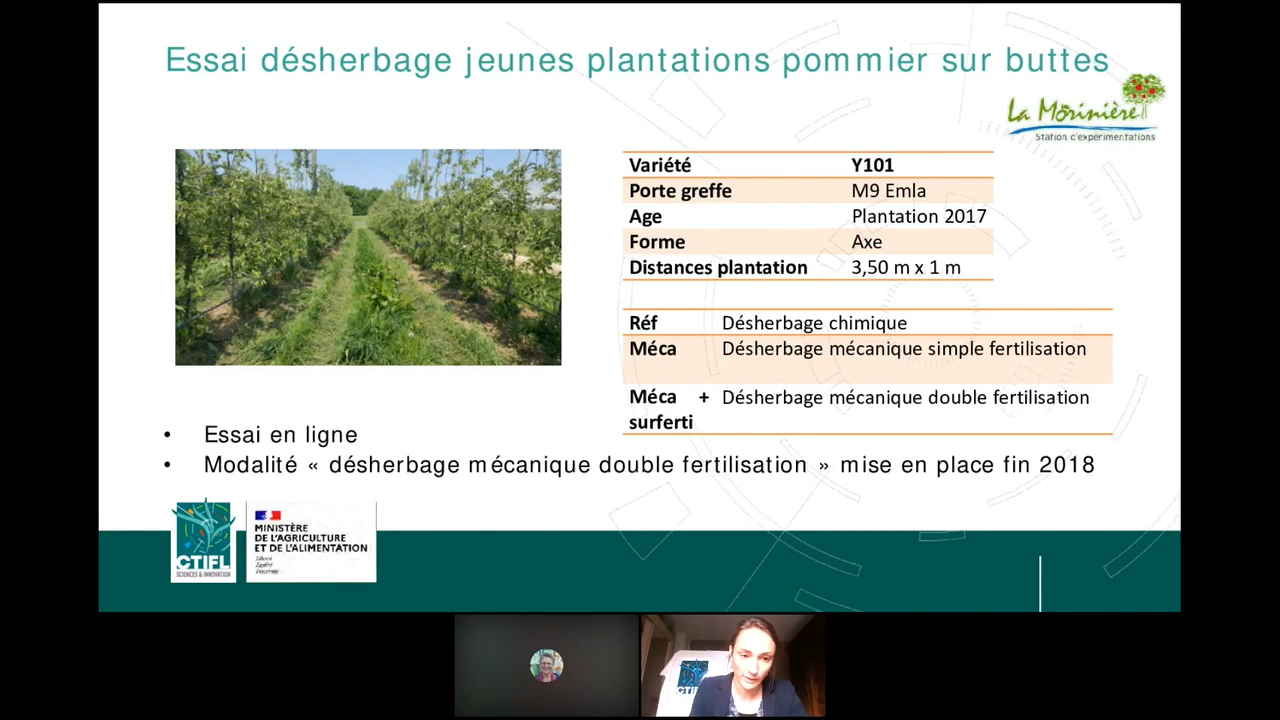 Essai désherbage jeunes plantations pommier sur buttes
La Morinière
Station d'expérimentations
Variété Y101
Porte greffe M9 Emla
Age Plantation 2017
Forme Axe
Distances plantation 3,50 m x 1 m
Réf Désherbage chimique
Méca Désherbage mécanique simple fertilisation
Méca + Désherbage mécanique double fertilisation
surferti
• Essai en ligne
• Modalité « désherbage mécanique double fertilisation » mise en place fin 2018
CTIFL
SCIENCES & INNOVATION
MINISTÈRE
DE L'AGRICULTURE
ET DE L'ALIMENTATION
Liberté
Égalité
Fraternité
CTIFL